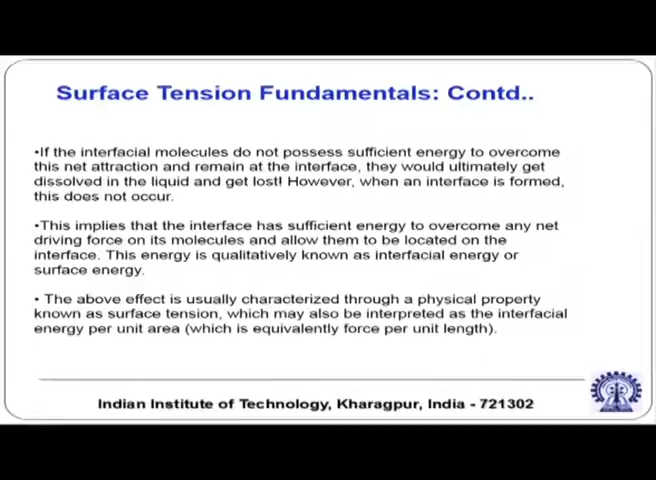 Surface Tension Fundamentals: Contd..
•If the interfacial molecules do not possess sufficient energy to overcome
this net attraction and remain at the interface, they would ultimately get
dissolved in the liquid and get lost! However, when an interface is formed,
this does not occur.
•This implies that the interface has sufficient energy to overcome any net
driving force on its molecules and allow them to be located on the
interface. This energy is qualitatively known as interfacial energy or
surface energy.
• The above effect is usually characterized through a physical property
known as surface tension, which may also be interpreted as the interfacial
energy per unit area (which is equivalently force per unit length).
Indian Institute of Technology, Kharagpur, India - 721302